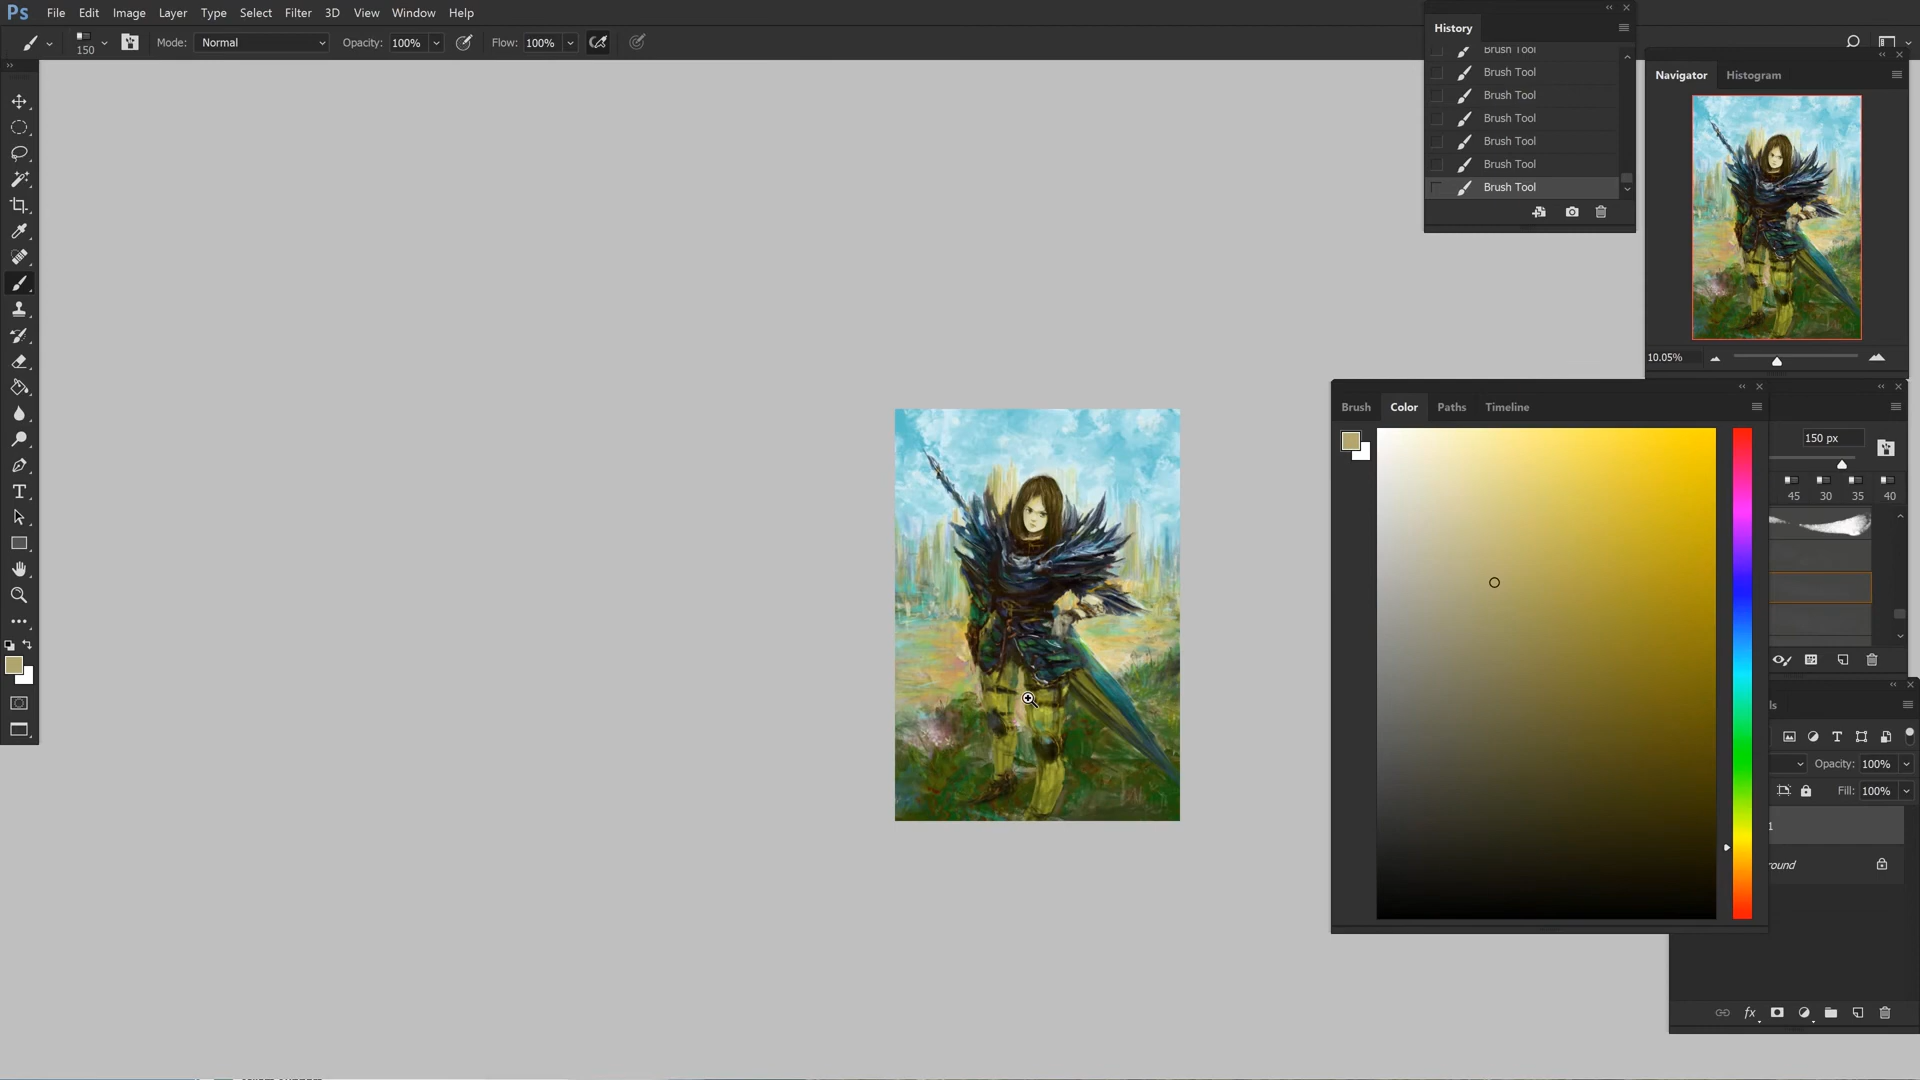 Ps File Edit Image Layer Type Select Filter 3D View Window Help
150 Mode: Normal Opacity: 100% Flow: 100%
History
Brush Tool
Brush Tool
Brush Tool
Brush Tool
Brush Tool
Brush Tool
Brush Tool
Navigator Histogram
10.05%
Brush Color Paths Timeline
150 px
45 30 35 40
T
Opacity: 100%
Fill: 100%
1
round
fx